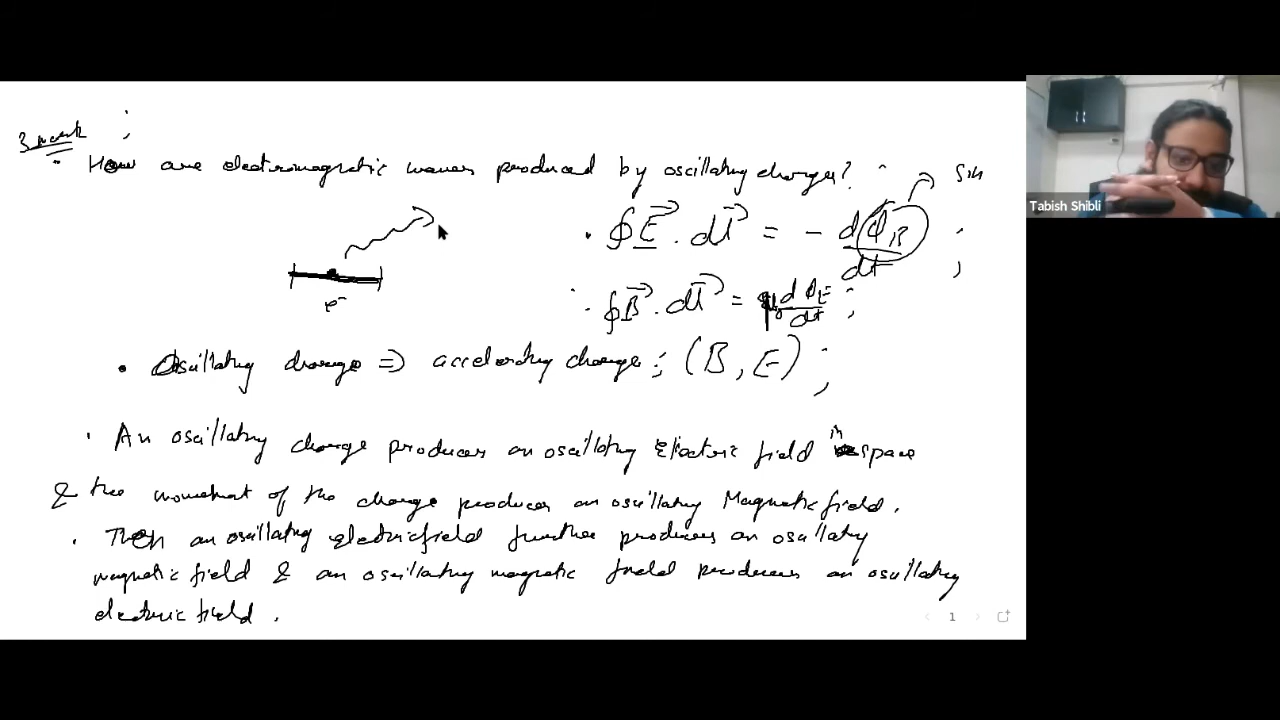 3 mark
How are electromagnetic waves produced by oscillating charges?
Sin
Tabish Shibli
∮ E⃗ . dl⃗ = - dΦB/dt ;
∮ B⃗ . dl⃗ = dΦE/dt ;
e⁻
Oscillating charge => accelerating charge ; (B, E) ;
An oscillating charge produces an oscillating Electric field in space
& the movement of the charge produces an oscillating Magnetic field.
Then an oscillating electric field further produces an oscillating
magnetic field & an oscillating magnetic field produces an oscillating
electric field.
1